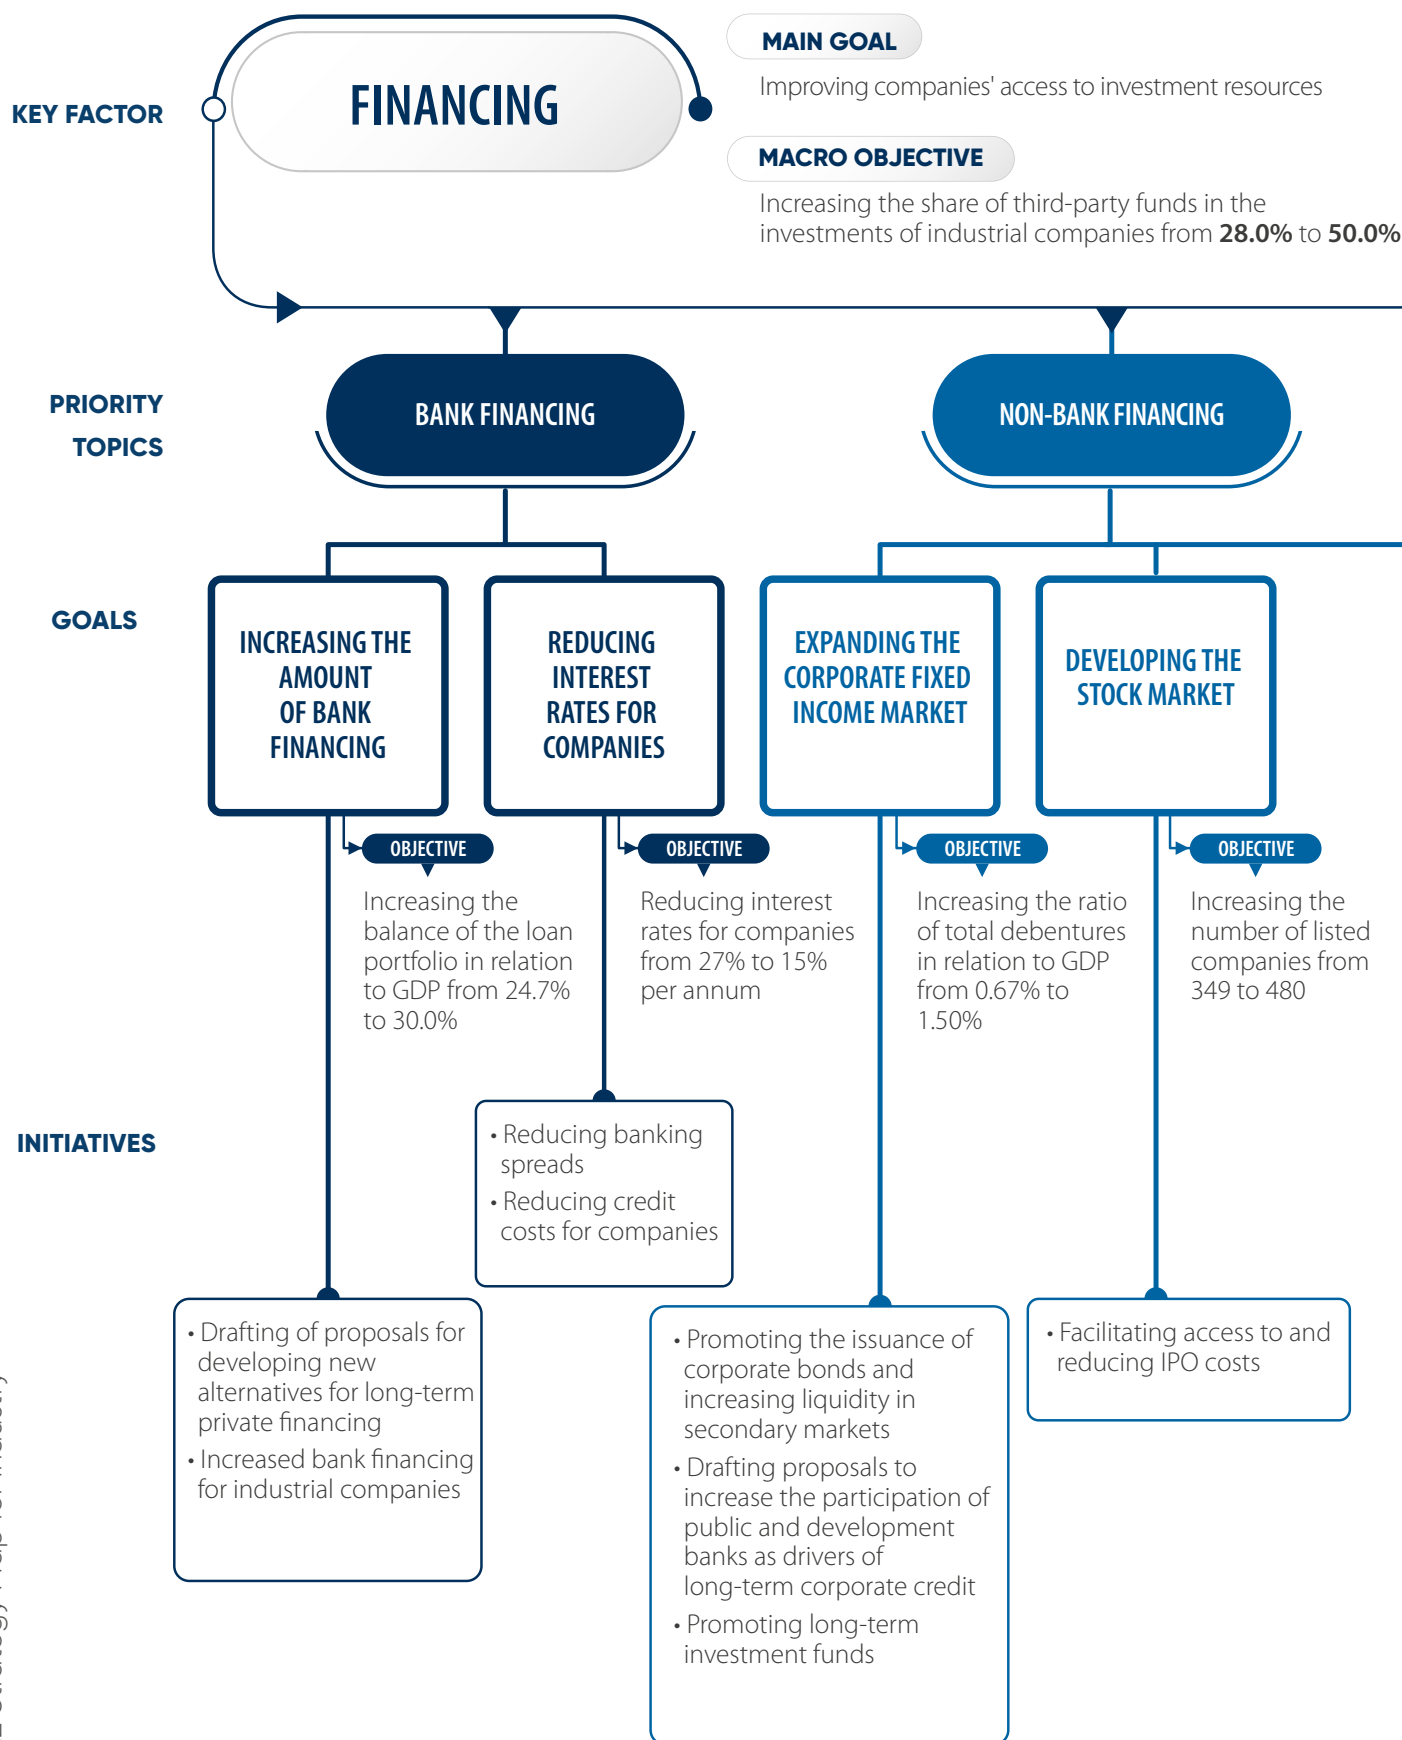 KEY FACTOR
FINANCING
MAIN GOAL
Improving companies' access to investment resources
MACRO OBJECTIVE
Increasing the share of third-party funds in the
investments of industrial companies from 28.0% to 50.0%
PRIORITY
TOPICS
BANK FINANCING
NON-BANK FINANCING
GOALS
INCREASING THE
AMOUNT
OF BANK
FINANCING
REDUCING
INTEREST
RATES FOR
COMPANIES
EXPANDING THE
CORPORATE FIXED
INCOME MARKET
DEVELOPING THE
STOCK MARKET
OBJECTIVE
Increasing the
balance of the loan
portfolio in relation
to GDP from 24.7%
to 30.0%
OBJECTIVE
Reducing interest
rates for companies
from 27% to 15%
per annum
OBJECTIVE
Increasing the ratio
of total debentures
in relation to GDP
from 0.67% to
1.50%
OBJECTIVE
Increasing the
number of listed
companies from
349 to 480
INITIATIVES
• Drafting of proposals for
developing new
alternatives for long-term
private financing
• Increased bank financing
for industrial companies
• Reducing banking
spreads
• Reducing credit
costs for companies
• Promoting the issuance of
corporate bonds and
increasing liquidity in
secondary markets
• Drafting proposals to
increase the participation of
public and development
banks as drivers of
long-term corporate credit
• Promoting long-term
investment funds
• Facilitating access to and
reducing IPO costs